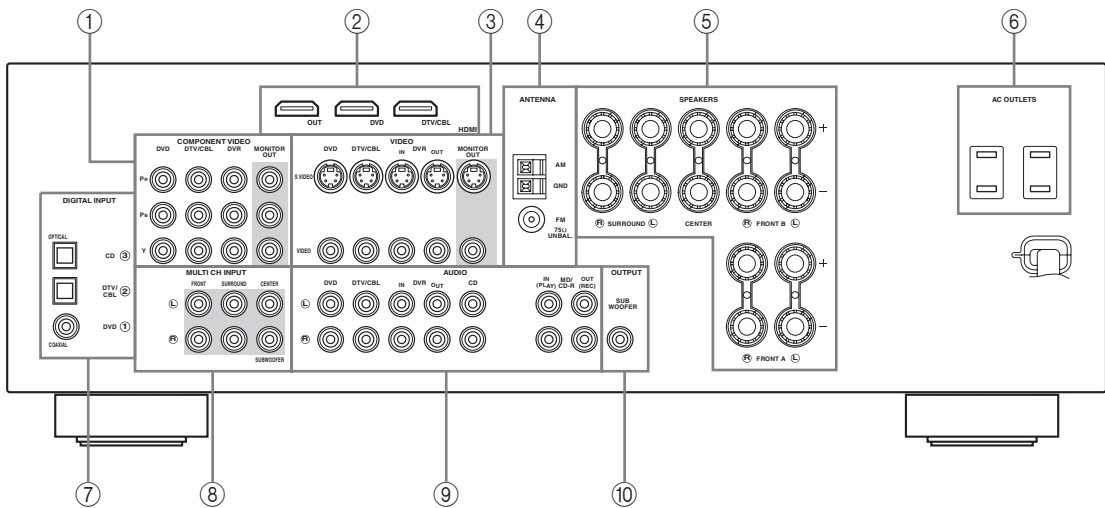 ① ② ③ ④ ⑤ ⑥
OUT DVD DTV/CBL
HDMI
COMPONENT VIDEO
DVD DTV/CBL DVR MONITOR OUT
PR
PB
Y
VIDEO
DVD DTV/CBL IN DVR OUT MONITOR OUT
S VIDEO
VIDEO
ANTENNA
AM
GND
FM
75Ω
UNBAL.
SPEAKERS
+
−
R SURROUND L CENTER R FRONT B L
+
−
R FRONT A L
AC OUTLETS
DIGITAL INPUT
OPTICAL
CD ③
DTV/
CBL ②
DVD ①
COAXIAL
MULTI CH INPUT
FRONT SURROUND CENTER
L
R
SUBWOOFER
AUDIO
DVD DTV/CBL IN DVR OUT CD
IN
(PLAY)
MD/
CD-R
OUT
(REC)
L
R
OUTPUT
SUB
WOOFER
⑦ ⑧ ⑨ ⑩